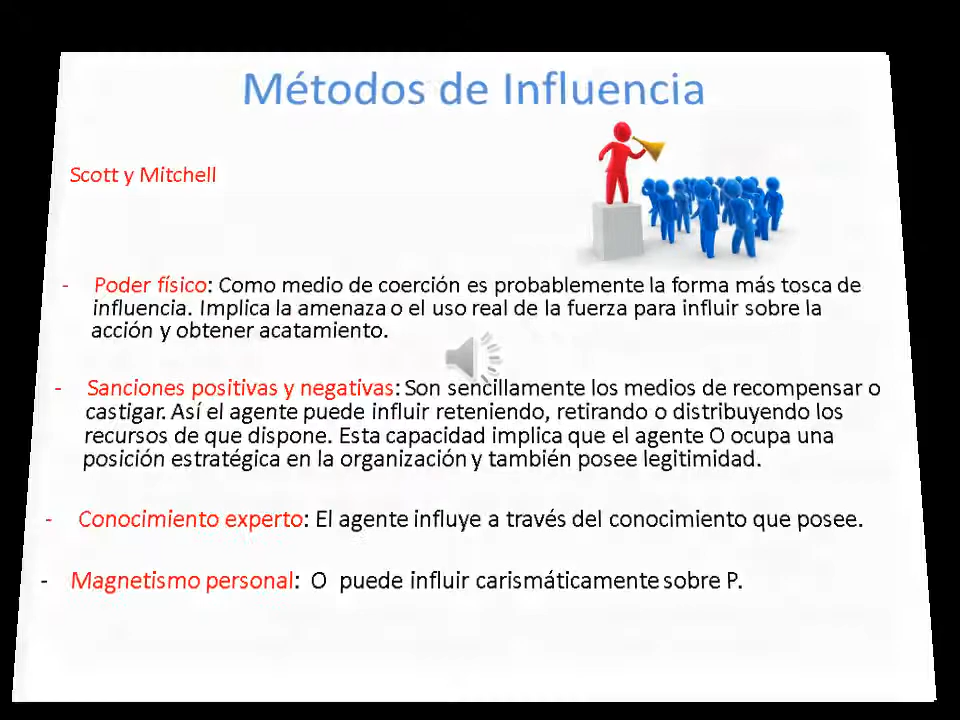 Métodos de Influencia
Scott y Mitchell
- Poder físico: Como medio de coerción es probablemente la forma más tosca de
influencia. Implica la amenaza o el uso real de la fuerza para influir sobre la
acción y obtener acatamiento.
- Sanciones positivas y negativas: Son sencillamente los medios de recompensar o
castigar. Así el agente puede influir reteniendo, retirando o distribuyendo los
recursos de que dispone. Esta capacidad implica que el agente O ocupa una
posición estratégica en la organización y también posee legitimidad.
- Conocimiento experto: El agente influye a través del conocimiento que posee.
- Magnetismo personal: O puede influir carismáticamente sobre P.